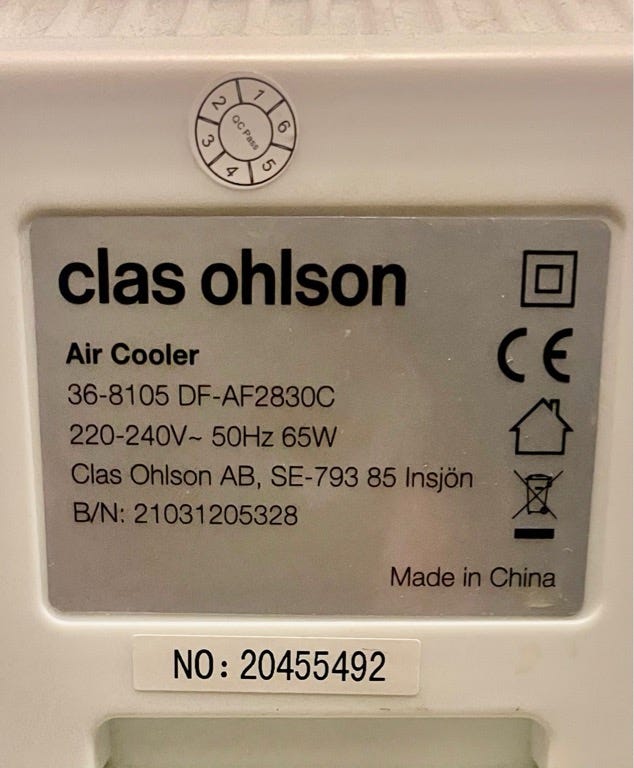 1
2
6
QC Pass
3
5
4
clas ohlson
Air Cooler
36-8105 DF-AF2830C
220-240V~ 50Hz 65W
Clas Ohlson AB, SE-793 85 Insjön
B/N: 21031205328
CE
Made in China
NO: 20455492